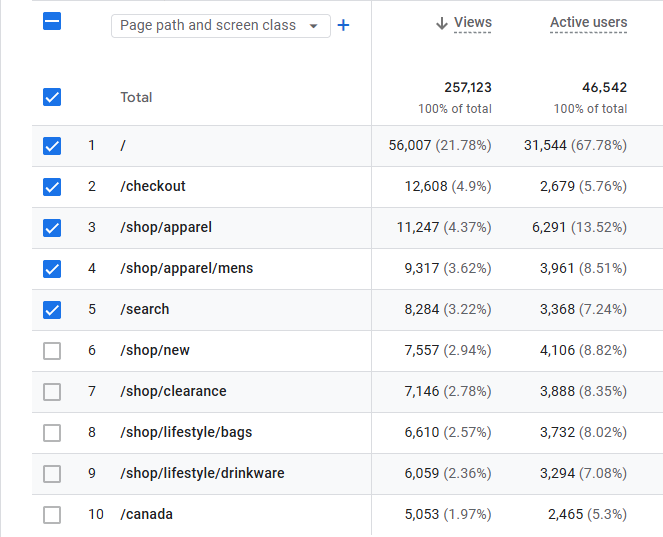 Page path and screen class + Views Active users
Total 257,123 46,542
100% of total 100% of total
1 / 56,007 (21.78%) 31,544 (67.78%)
2 /checkout 12,608 (4.9%) 2,679 (5.76%)
3 /shop/apparel 11,247 (4.37%) 6,291 (13.52%)
4 /shop/apparel/mens 9,317 (3.62%) 3,961 (8.51%)
5 /search 8,284 (3.22%) 3,368 (7.24%)
6 /shop/new 7,557 (2.94%) 4,106 (8.82%)
7 /shop/clearance 7,146 (2.78%) 3,888 (8.35%)
8 /shop/lifestyle/bags 6,610 (2.57%) 3,732 (8.02%)
9 /shop/lifestyle/drinkware 6,059 (2.36%) 3,294 (7.08%)
10 /canada 5,053 (1.97%) 2,465 (5.3%)